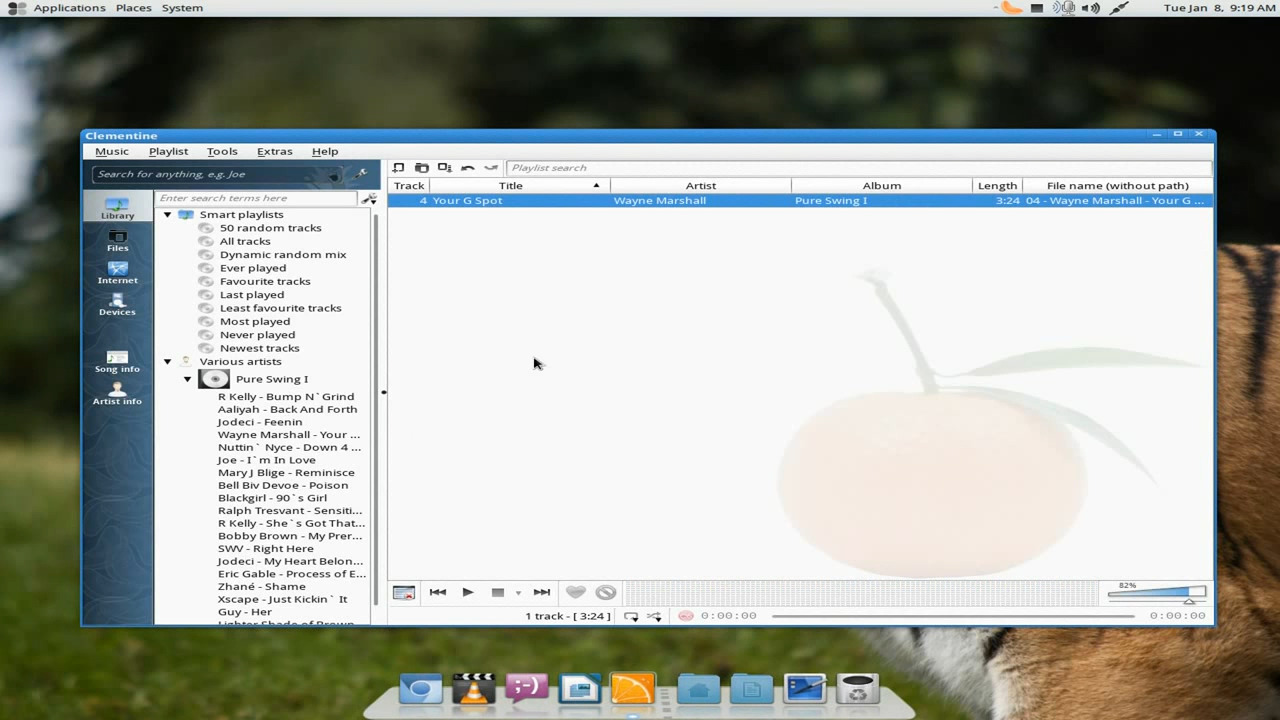 Applications Places System
Tue Jan 8, 9:19 AM
Clementine
Music Playlist Tools Extras Help
Search for anything, e.g. Joe
Playlist search
Enter search terms here
Track Title Artist Album Length File name (without path)
4 Your G Spot Wayne Marshall Pure Swing I 3:24 04 - Wayne Marshall - Your G ...
Library
Files
Internet
Devices
Song info
Artist info
Smart playlists
50 random tracks
All tracks
Dynamic random mix
Ever played
Favourite tracks
Last played
Least favourite tracks
Most played
Never played
Newest tracks
Various artists
Pure Swing I
R Kelly - Bump N`Grind
Aaliyah - Back And Forth
Jodeci - Feenin
Wayne Marshall - Your ...
Nuttin` Nyce - Down 4 ...
Joe - I`m In Love
Mary J Blige - Reminisce
Bell Biv Devoe - Poison
Blackgirl - 90`s Girl
Ralph Tresvant - Sensiti...
R Kelly - She`s Got That...
Bobby Brown - My Prer...
SWV - Right Here
Jodeci - My Heart Belon...
Eric Gable - Process of E...
Zhané - Shame
Xscape - Just Kickin` It
Guy - Her
Lighter Shade of Brown
82%
1 track - [ 3:24 ]
0:00:00
0:00:00
;-)